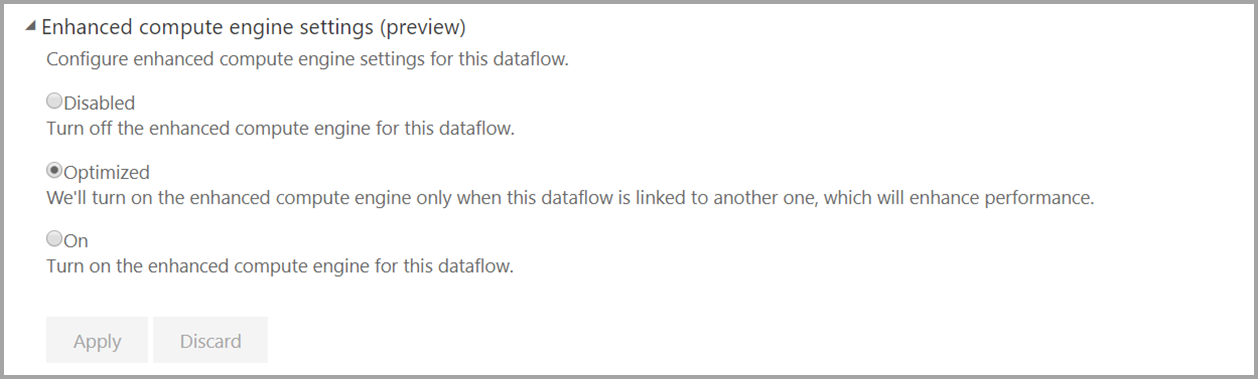 Enhanced compute engine settings (preview)
Configure enhanced compute engine settings for this dataflow.
Disabled
Turn off the enhanced compute engine for this dataflow.
Optimized
We'll turn on the enhanced compute engine only when this dataflow is linked to another one, which will enhance performance.
On
Turn on the enhanced compute engine for this dataflow.
Apply Discard